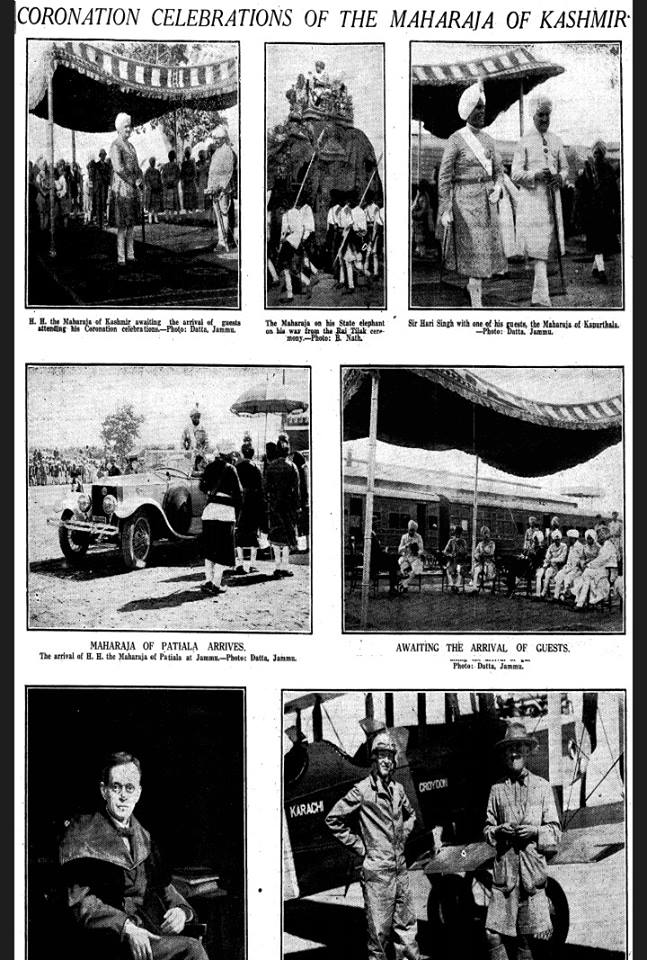 CORONATION CELEBRATIONS OF THE MAHARAJA OF KASHMIR
H. H. the Maharaja of Kashmir awaiting the arrival of guests
attending his Coronation celebrations.—Photo: Datta, Jammu.
The Maharaja on his State elephant
on his way from the Raj Tilak cere-
mony.—Photo: B. Nath.
Sir Hari Singh with one of his guests, the Maharaja of Kapurthala.
—Photo: Datta, Jammu.
MAHARAJA OF PATIALA ARRIVES.
The arrival of H. H. the Maharaja of Patiala at Jammu.—Photo: Datta, Jammu.
AWAITING THE ARRIVAL OF GUESTS.
Photo: Datta, Jammu.
KARACHI
CROYDON